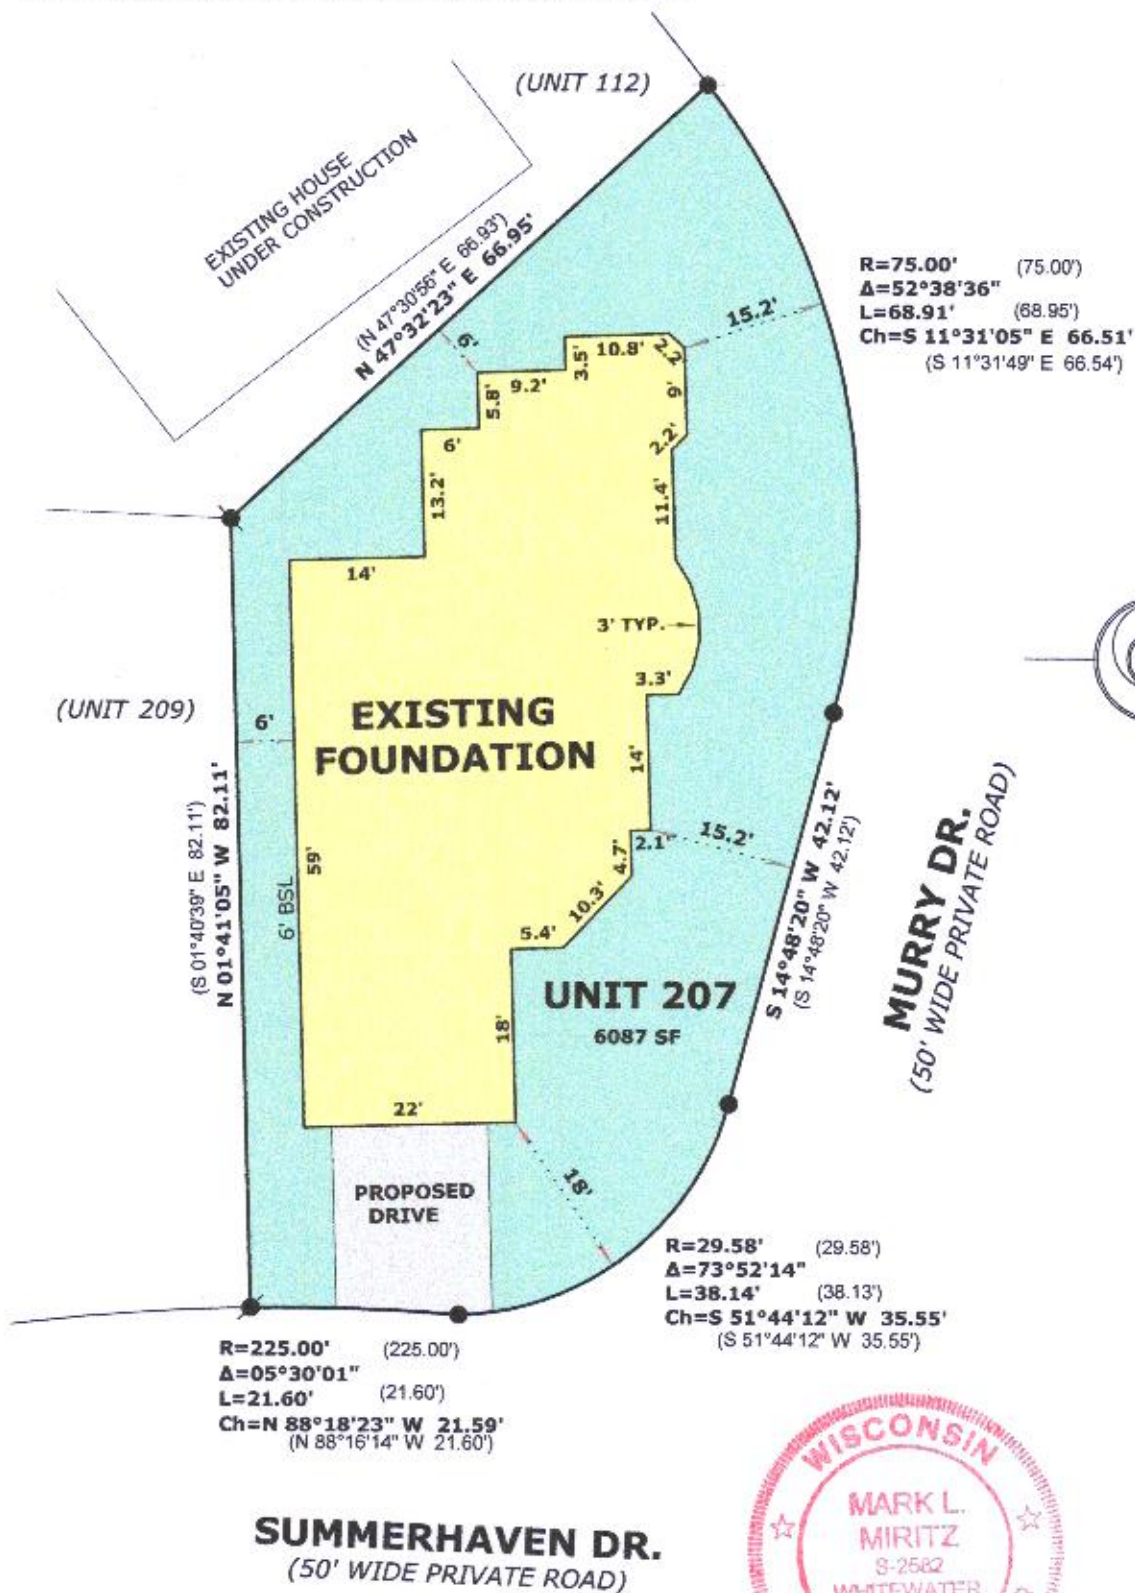 (UNIT 112)
EXISTING HOUSE
UNDER CONSTRUCTION
(N 47°30'56" E 66.93')
N 47°32'23" E 66.95'
R=75.00' (75.00')
Δ=52°38'36"
L=68.91' (68.95')
Ch=S 11°31'05" E 66.51'
(S 11°31'49" E 66.54')
15.2'
6'
10.8'
2.2'
3.5'
9.2'
5.8'
9'
6'
2.2'
13.2'
11.4'
14'
3' TYP.
3.3'
(UNIT 209)
6'
EXISTING
FOUNDATION
14'
(S 01°40'39" E 82.11')
N 01°41'05" W 82.11'
6' BSL
59'
2.1'
15.2'
4.7'
10.3'
5.4'
S 14°48'20" W 42.12'
(S 14°48'20" W 42.12')
MURRY DR.
(50' WIDE PRIVATE ROAD)
UNIT 207
6087 SF
18'
22'
18'
PROPOSED
DRIVE
R=29.58' (29.58')
Δ=73°52'14"
L=38.14' (38.13')
Ch=S 51°44'12" W 35.55'
(S 51°44'12" W 35.55')
R=225.00' (225.00')
Δ=05°30'01"
L=21.60' (21.60')
Ch=N 88°18'23" W 21.59'
(N 88°16'14" W 21.60')
SUMMERHAVEN DR.
(50' WIDE PRIVATE ROAD)
WISCONSIN
MARK L.
MIRITZ
S-2582
WHITEWATER